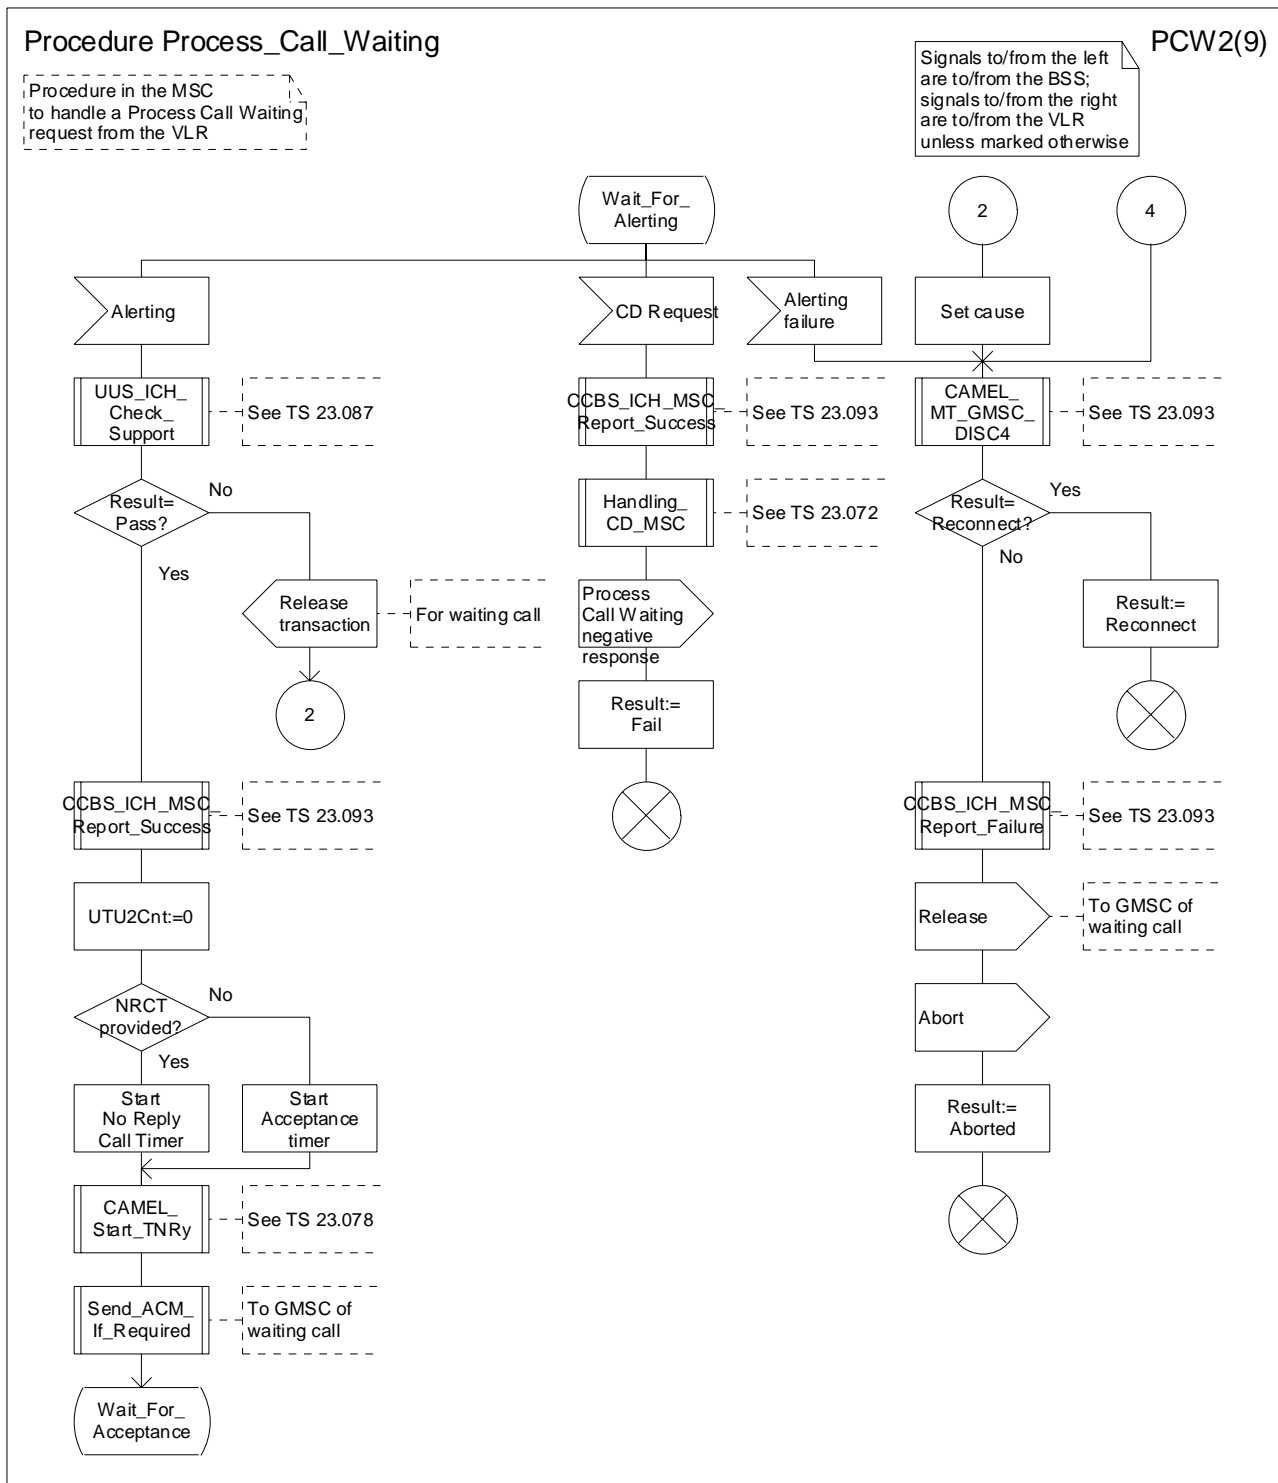 Procedure Process_Call_Waiting
PCW2(9)
Procedure in the MSC
to handle a Process Call Waiting
request from the VLR
Signals to/from the left
are to/from the BSS;
signals to/from the right
are to/from the VLR
unless marked otherwise
Wait_For_
Alerting
2
4
Alerting
CD Request
Alerting
failure
Set cause
UUS_ICH_
Check_
Support
See TS 23.087
CCBS_ICH_MSC_
Report_Success
See TS 23.093
CAMEL_
MT_GMSC_
DISC4
See TS 23.093
Result=
Pass?
No
Yes
Handling_
CD_MSC
See TS 23.072
Result=
Reconnect?
Yes
No
Release
transaction
For waiting call
Process
Call Waiting
negative
response
Result:=
Reconnect
2
Result:=
Fail
CCBS_ICH_MSC_
Report_Success
See TS 23.093
CCBS_ICH_MSC_
Report_Failure
See TS 23.093
UTU2Cnt:=0
Release
To GMSC of
waiting call
NRCT
provided?
No
Yes
Abort
Start
No Reply
Call Timer
Start
Acceptance
timer
Result:=
Aborted
CAMEL_
Start_TNRy
See TS 23.078
Send_ACM_
If_Required
To GMSC of
waiting call
Wait_For_
Acceptance